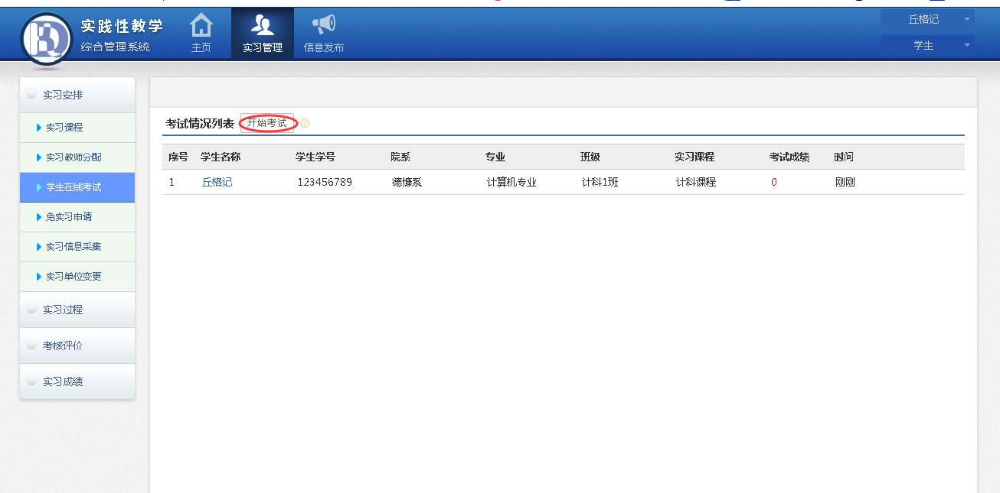 实践性教学
综合管理系统
主页
实习管理
信息发布
丘格记
学生
实习安排
实习课程
实习教师分配
学生在线考试
免实习申请
实习信息采集
实习单位变更
实习过程
考核评价
实习成绩
考试情况列表 开始考试 ?
序号 学生名称 学生学号 院系 专业 班级 实习课程 考试成绩 时间
1 丘格记 123456789 德慷系 计算机专业 计科1班 计科课程 0 刚刚